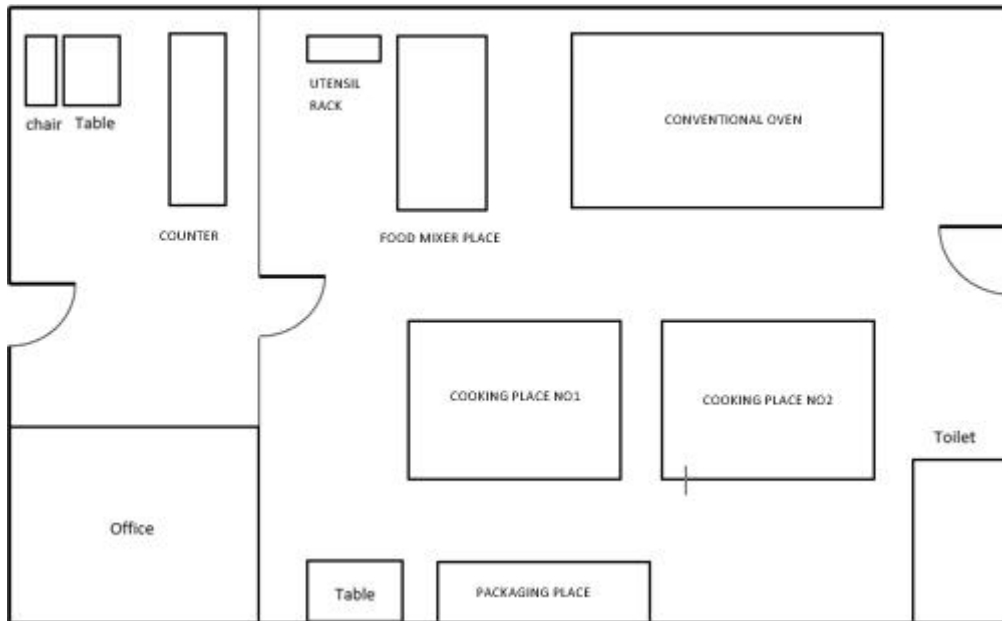 UTENSIL
RACK
CONVENTIONAL OVEN
chair
Table
COUNTER
FOOD MIXER PLACE
COOKING PLACE NO1
COOKING PLACE NO2
Toilet
Office
Table
PACKAGING PLACE